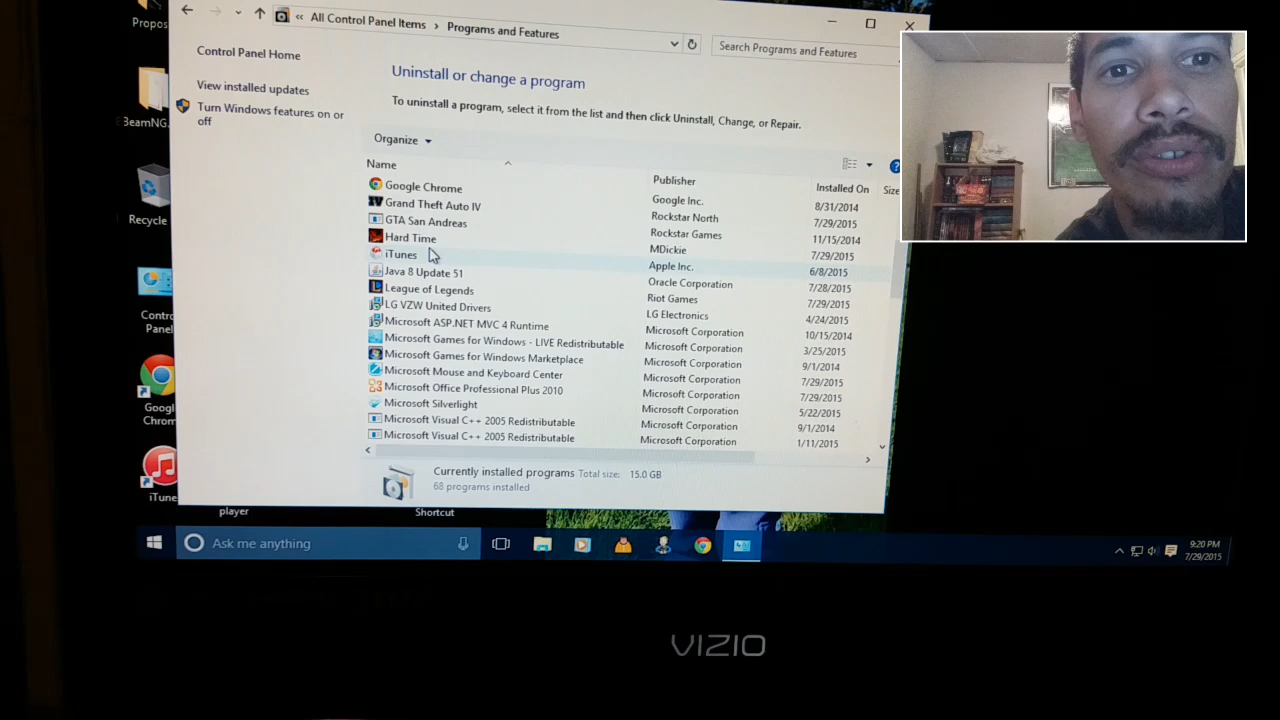 Propos
All Control Panel Items > Programs and Features
Search Programs and Features
Control Panel Home
View installed updates
Turn Windows features on or
off
Uninstall or change a program
To uninstall a program, select it from the list and then click Uninstall, Change, or Repair.
Organize
Name Publisher Installed On Size
Google Chrome Google Inc. 8/31/2014
Grand Theft Auto IV Rockstar North 7/29/2015
GTA San Andreas Rockstar Games 11/15/2014
Hard Time MDickie 7/29/2015
iTunes Apple Inc. 6/8/2015
Java 8 Update 51 Oracle Corporation 7/28/2015
League of Legends Riot Games 7/29/2015
LG VZW United Drivers LG Electronics 4/24/2015
Microsoft ASP.NET MVC 4 Runtime Microsoft Corporation 10/15/2014
Microsoft Games for Windows - LIVE Redistributable Microsoft Corporation 3/25/2015
Microsoft Games for Windows Marketplace Microsoft Corporation 9/1/2014
Microsoft Mouse and Keyboard Center Microsoft Corporation 7/29/2015
Microsoft Office Professional Plus 2010 Microsoft Corporation 7/29/2015
Microsoft Silverlight Microsoft Corporation 5/22/2015
Microsoft Visual C++ 2005 Redistributable Microsoft Corporation 9/1/2014
Microsoft Visual C++ 2005 Redistributable Microsoft Corporation 1/11/2015
Currently installed programs Total size: 15.0 GB
68 programs installed
BeamNG.
Recycle
Contro
Panel
Googl
Chrom
iTune
player
Shortcut
Ask me anything
9:20 PM
7/29/2015
VIZIO